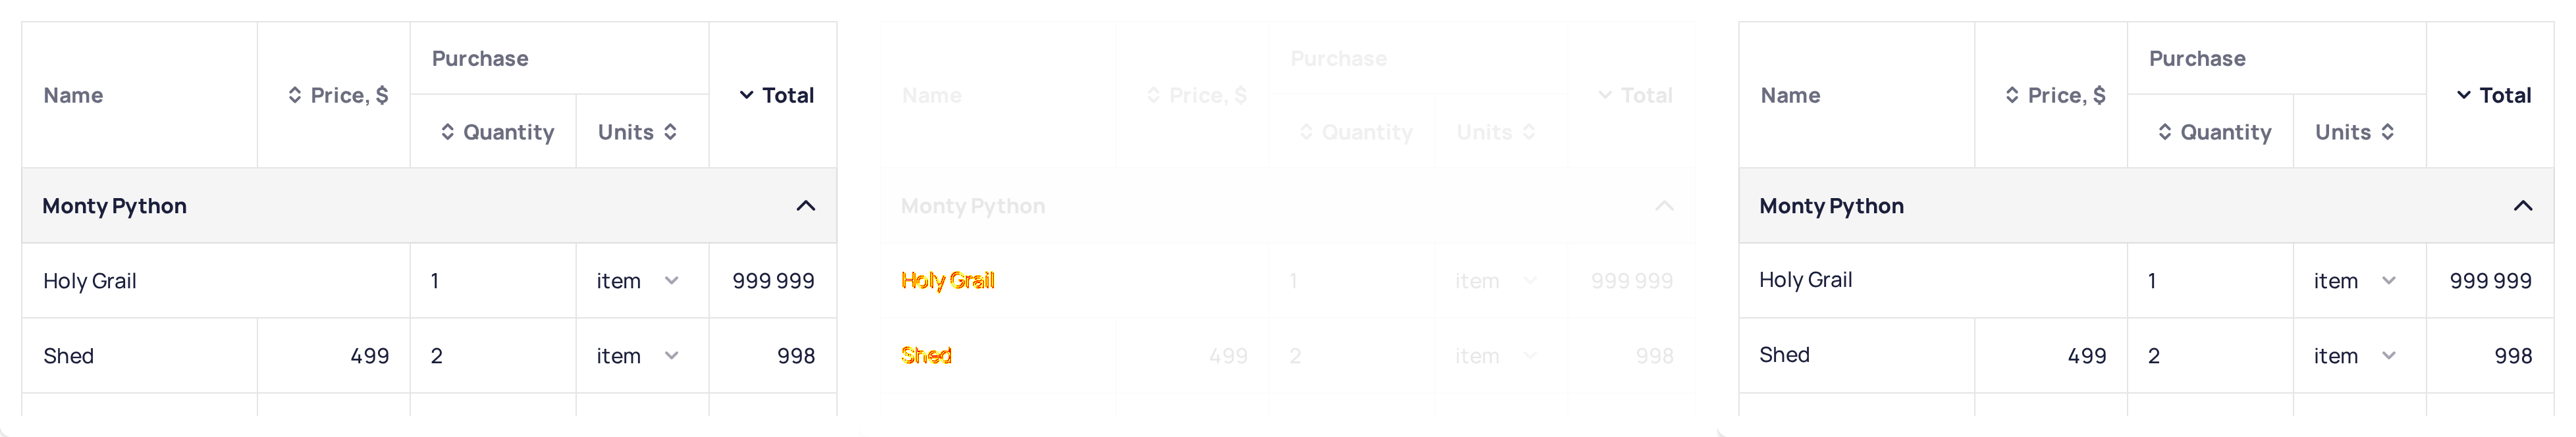 Name Price, $ Purchase Total
Quantity Units
Monty Python
Holy Grail 1 item 999 999
Shed 499 2 item 998
Name Price, $ Purchase Total
Quantity Units
Monty Python
Holy Grail 1 item 999 999
Shed 499 2 item 998
Name Price, $ Purchase Total
Quantity Units
Monty Python
Holy Grail 1 item 999 999
Shed 499 2 item 998